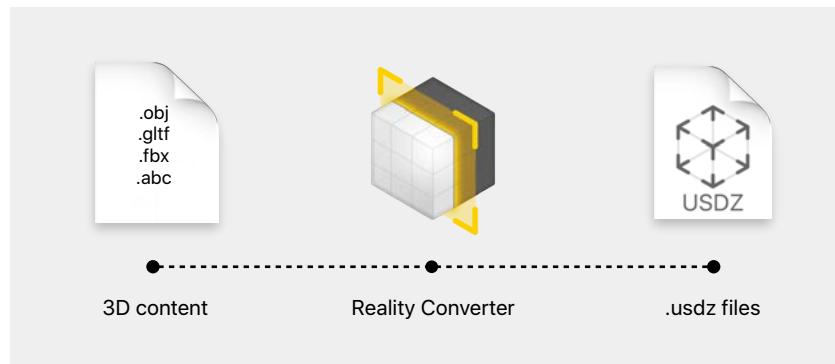 .obj
.gltf
.fbx
.abc
USDZ
3D content
Reality Converter
.usdz files